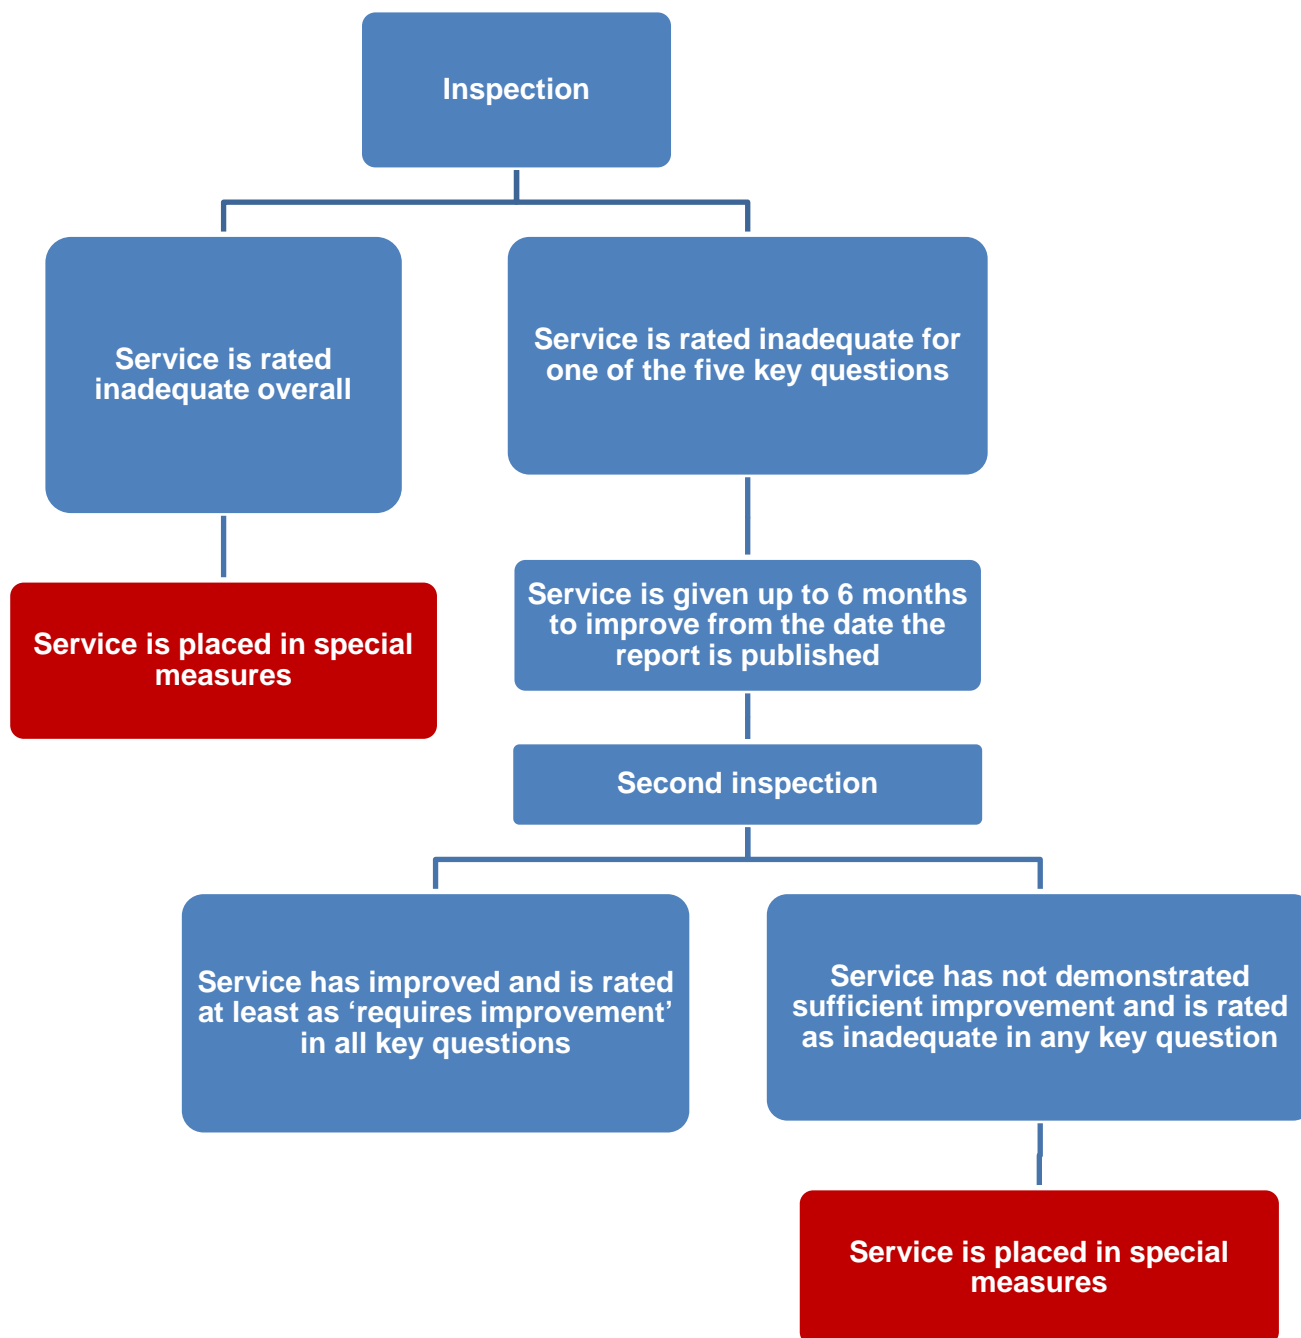 Inspection
Service is rated
inadequate overall
Service is rated inadequate for
one of the five key questions
Service is placed in special
measures
Service is given up to 6 months
to improve from the date the
report is published
Second inspection
Service has improved and is rated
at least as ‘requires improvement’
in all key questions
Service has not demonstrated
sufficient improvement and is rated
as inadequate in any key question
Service is placed in special
measures